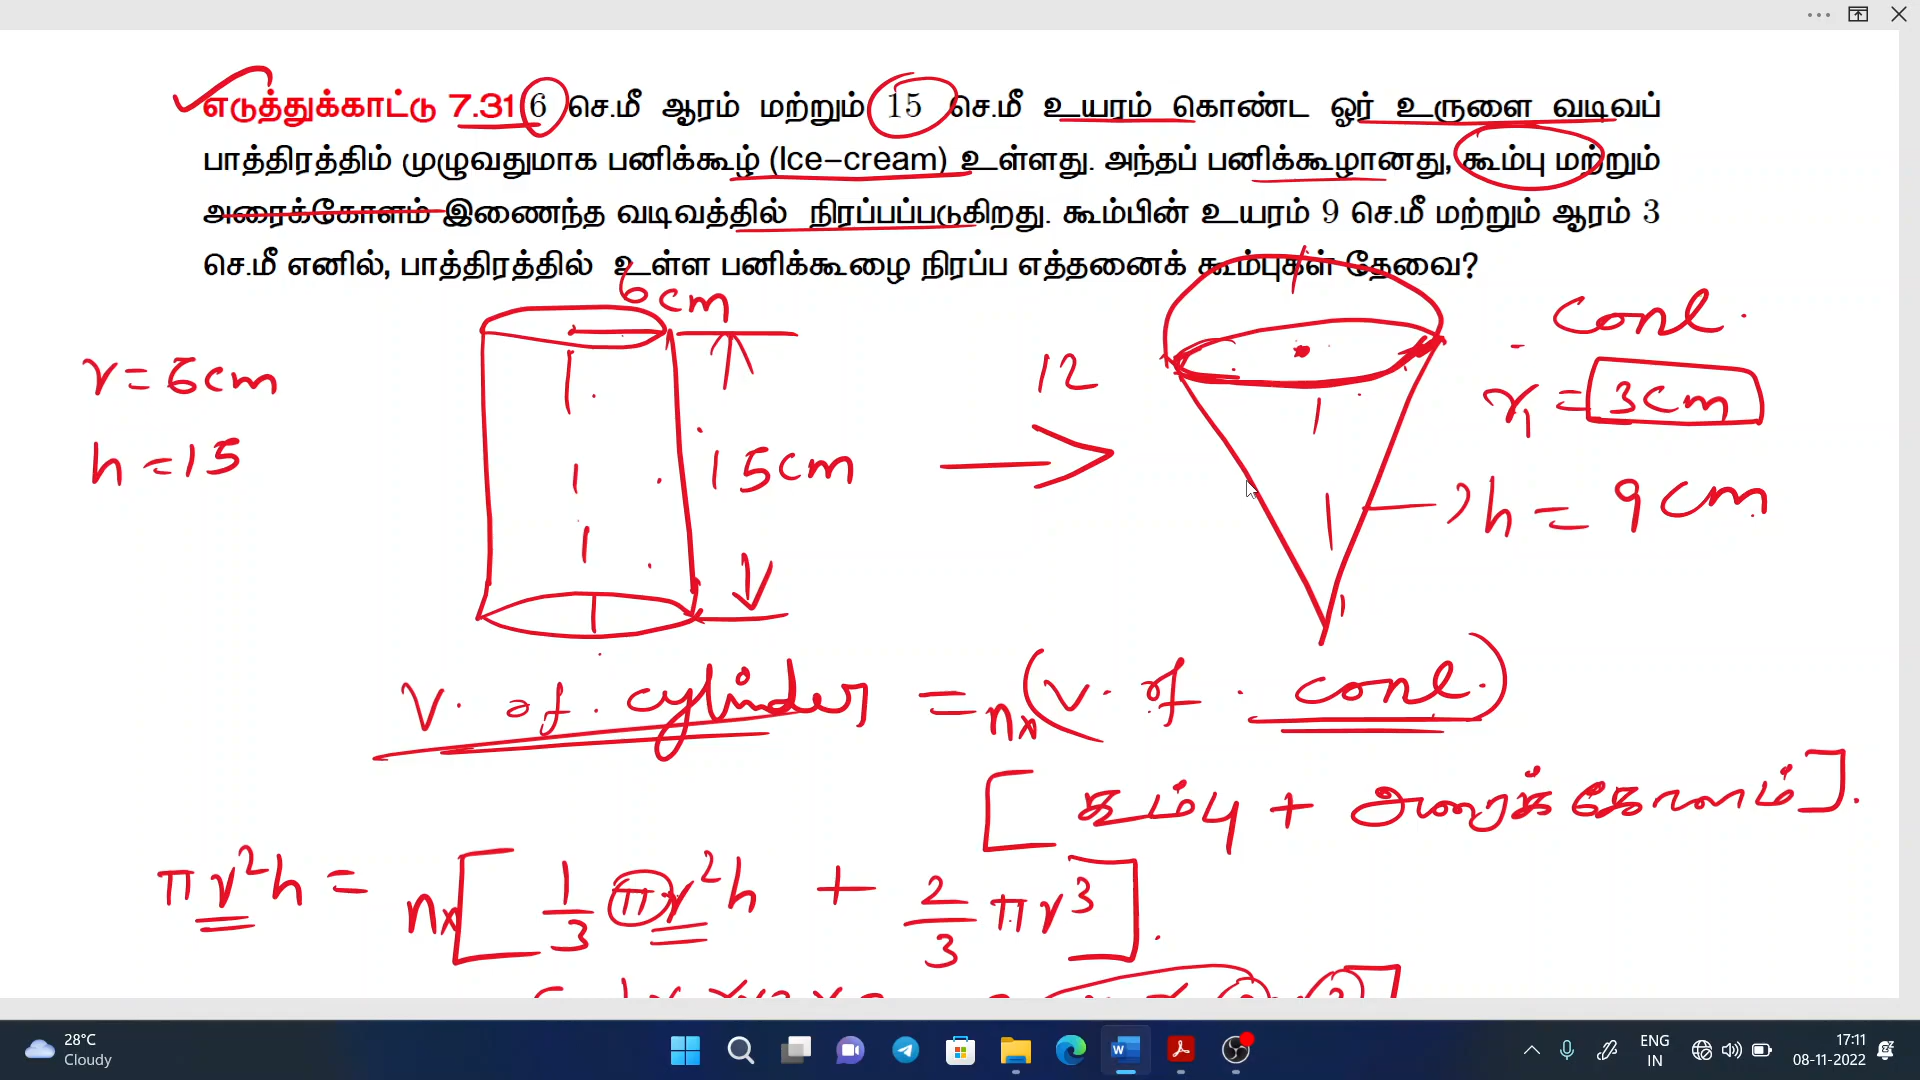 எடுத்துக்காட்டு 7.31 6 செ.மீ ஆரம் மற்றும் 15 செ.மீ உயரம் கொண்ட ஓர் உருளை வடிவப்
பாத்திரத்திம் முழுவதுமாக பனிக்கூழ் (Ice–cream) உள்ளது. அந்தப் பனிக்கூழானது, கூம்பு மற்றும்
அரைக்கோளம் இணைந்த வடிவத்தில் நிரப்பப்படுகிறது. கூம்பின் உயரம் 9 செ.மீ மற்றும் ஆரம் 3
செ.மீ எனில், பாத்திரத்தில் உள்ள பனிக்கூழை நிரப்ப எத்தனைக் கூம்புகள் தேவை?
6cm
cone.
r = 6cm
12
r₁ = 3cm
h = 15
15cm
h = 9cm
V. of. cylinder = n× (V. of. cone.)
[கூம்பு + அரைக்கோளம்].
πr²h = n×[1/3 πr²h + 2/3 πr³].
28°C
Cloudy
ENG
IN
17:11
08-11-2022